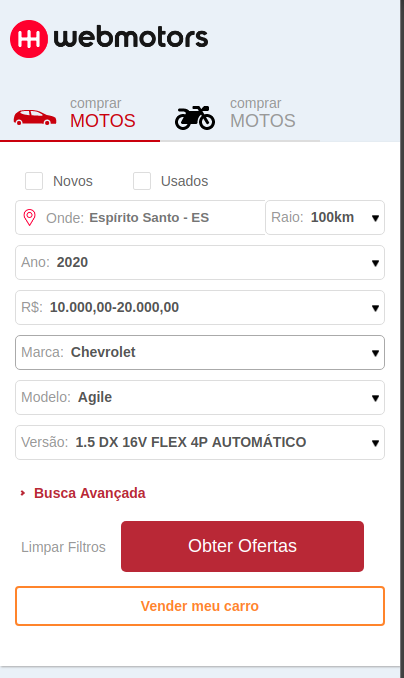 webmotors
comprar
MOTOS
comprar
MOTOS
Novos
Usados
Onde: Espírito Santo - ES
Raio: 100km
Ano: 2020
R$: 10.000,00-20.000,00
Marca: Chevrolet
Modelo: Agile
Versão: 1.5 DX 16V FLEX 4P AUTOMÁTICO
Busca Avançada
Limpar Filtros
Obter Ofertas
Vender meu carro